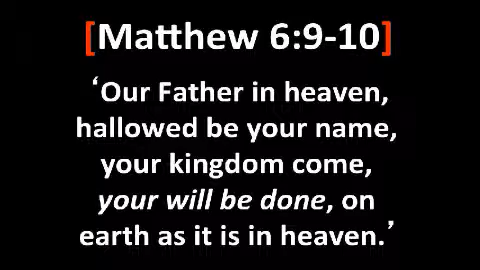 [Matthew 6:9-10]
‘Our Father in heaven,
hallowed be your name,
your kingdom come,
your will be done, on
earth as it is in heaven.’